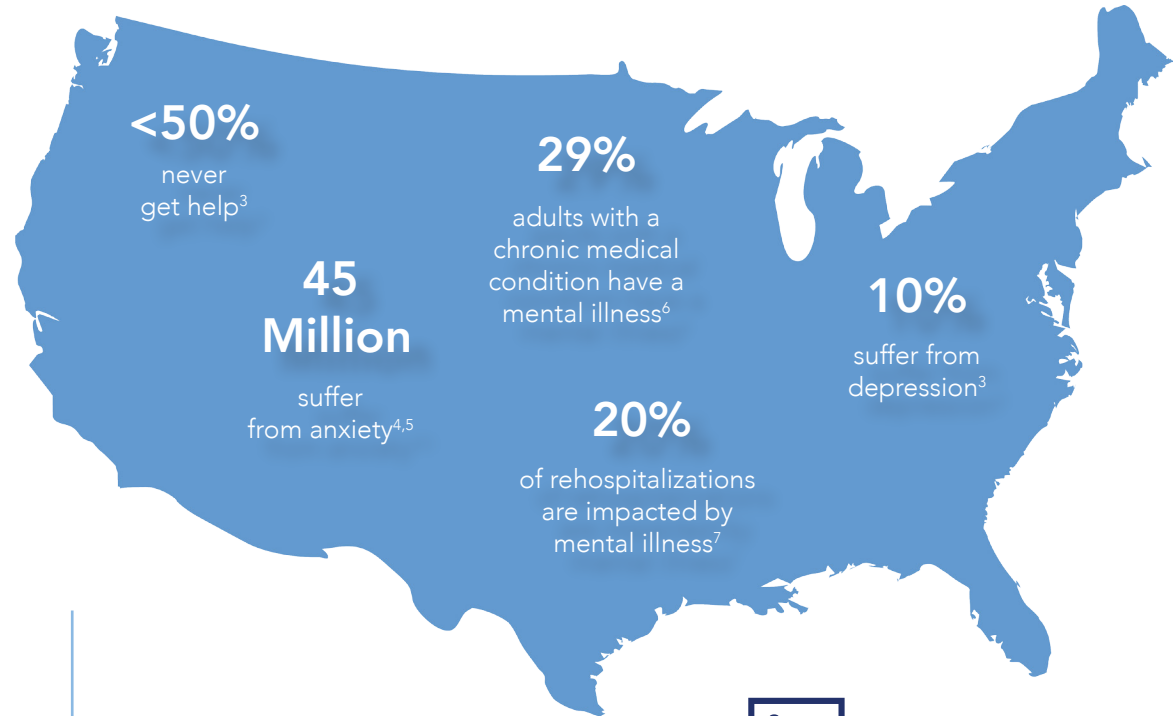 <50%
never
get help3
29%
adults with a
chronic medical
condition have a
mental illness6
45
Million
suffer
from anxiety4,5
10%
suffer from
depression3
20%
of rehospitalizations
are impacted by
mental illness7